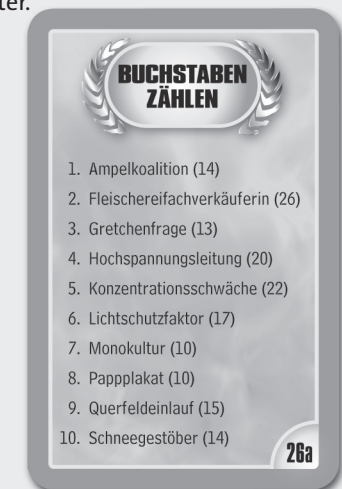 ter.
BUCHSTABEN
ZÄHLEN
1. Ampelkoalition (14)
2. Fleischereifachverkäuferin (26)
3. Gretchenfrage (13)
4. Hochspannungsleitung (20)
5. Konzentrationsschwäche (22)
6. Lichtschutzfaktor (17)
7. Monokultur (10)
8. Pappplakat (10)
9. Querfeldeinlauf (15)
10. Schneegestöber (14)
26a